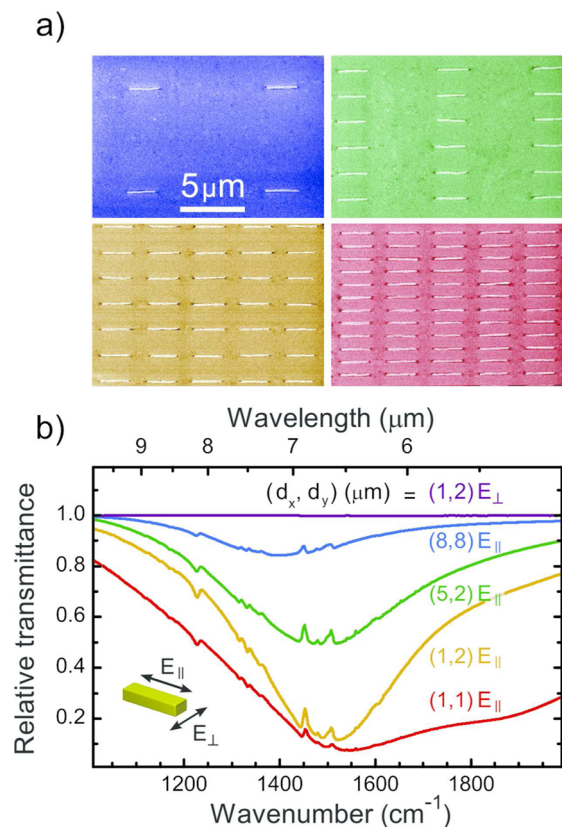 a)
5μm
Wavelength (μm)
b)
9 8 7 6
(dx, dy) (μm) = (1,2) E⊥
1.0
(8,8) E∥
0.8
(5,2) E∥
0.6
(1,2) E∥
0.4
(1,1) E∥
0.2
E∥
E⊥
Relative transmittance
1200 1400 1600 1800
Wavenumber (cm⁻¹)